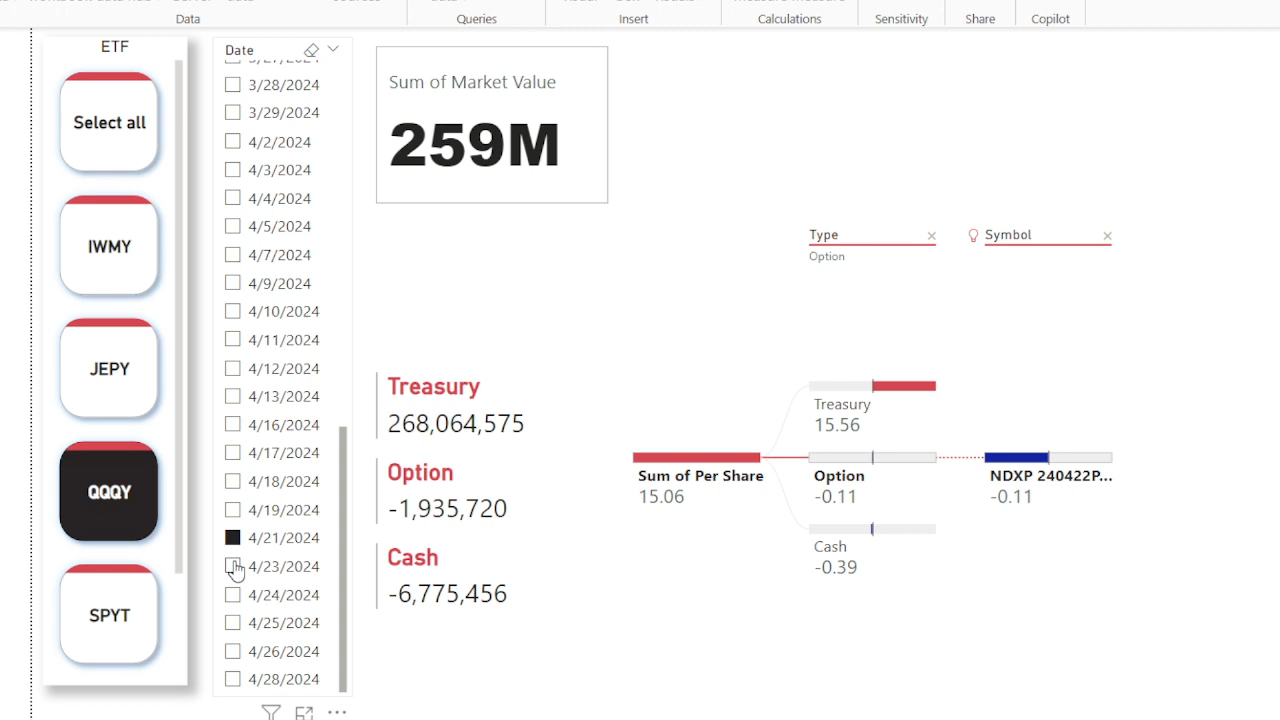 Data
Queries
Insert
Calculations
Sensitivity
Share
Copilot
ETF
Select all
IWMY
JEPY
QQQY
SPYT
Date
3/27/2024
3/28/2024
3/29/2024
4/2/2024
4/3/2024
4/4/2024
4/5/2024
4/7/2024
4/9/2024
4/10/2024
4/11/2024
4/12/2024
4/13/2024
4/16/2024
4/17/2024
4/18/2024
4/19/2024
4/21/2024
4/23/2024
4/24/2024
4/25/2024
4/26/2024
4/28/2024
Sum of Market Value
259M
Treasury
268,064,575
Option
-1,935,720
Cash
-6,775,456
Type
Option
Symbol
Sum of Per Share
15.06
Treasury
15.56
Option
-0.11
Cash
-0.39
NDXP 240422P...
-0.11